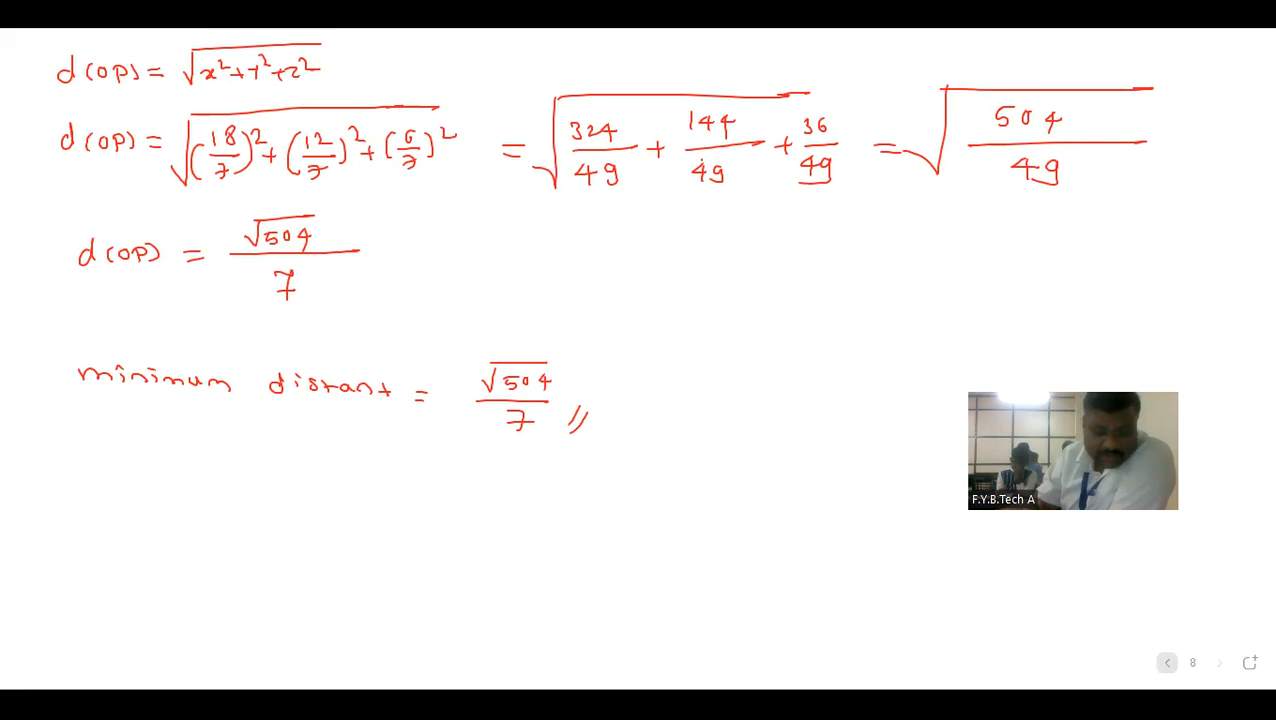 d(OP) = √x²+Y²+z²
d(OP) = √(18/7)²+(12/7)²+(6/7)² = √324/49 + 144/49 + 36/49 = √504/49
d(OP) = √504/7
minimum distant = √504/7 //
F.Y.B.Tech A
8